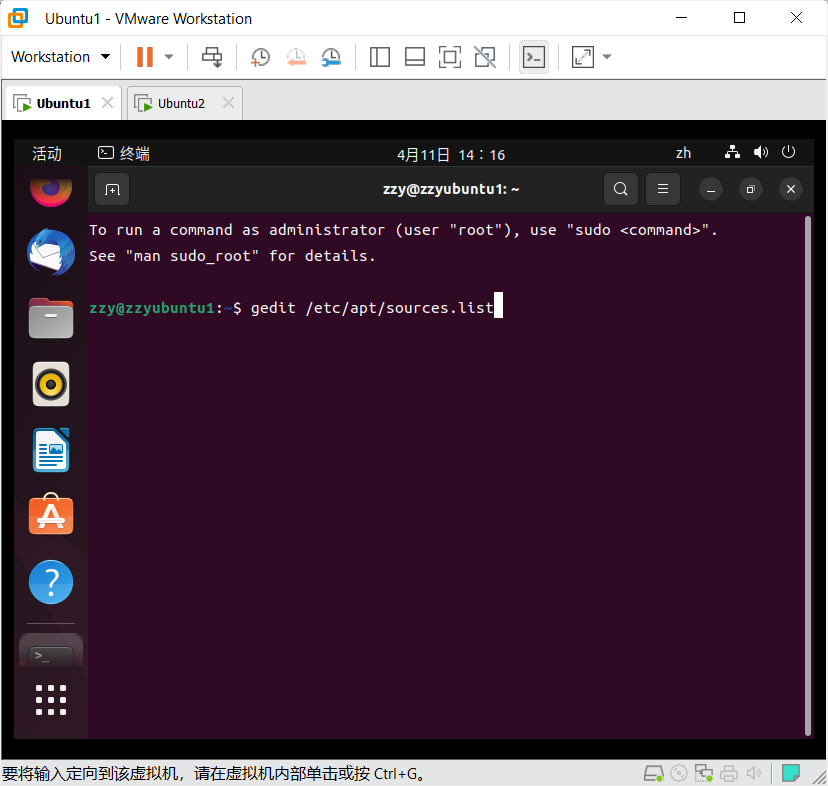 Ubuntu1 - VMware Workstation
Workstation
Ubuntu1
Ubuntu2
活动
终端
4月11日 14：16
zh
zzy@zzyubuntu1: ~
To run a command as administrator (user "root"), use "sudo <command>".
See "man sudo_root" for details.
zzy@zzyubuntu1:~$ gedit /etc/apt/sources.list
要将输入定向到该虚拟机，请在虚拟机内部单击或按 Ctrl+G。